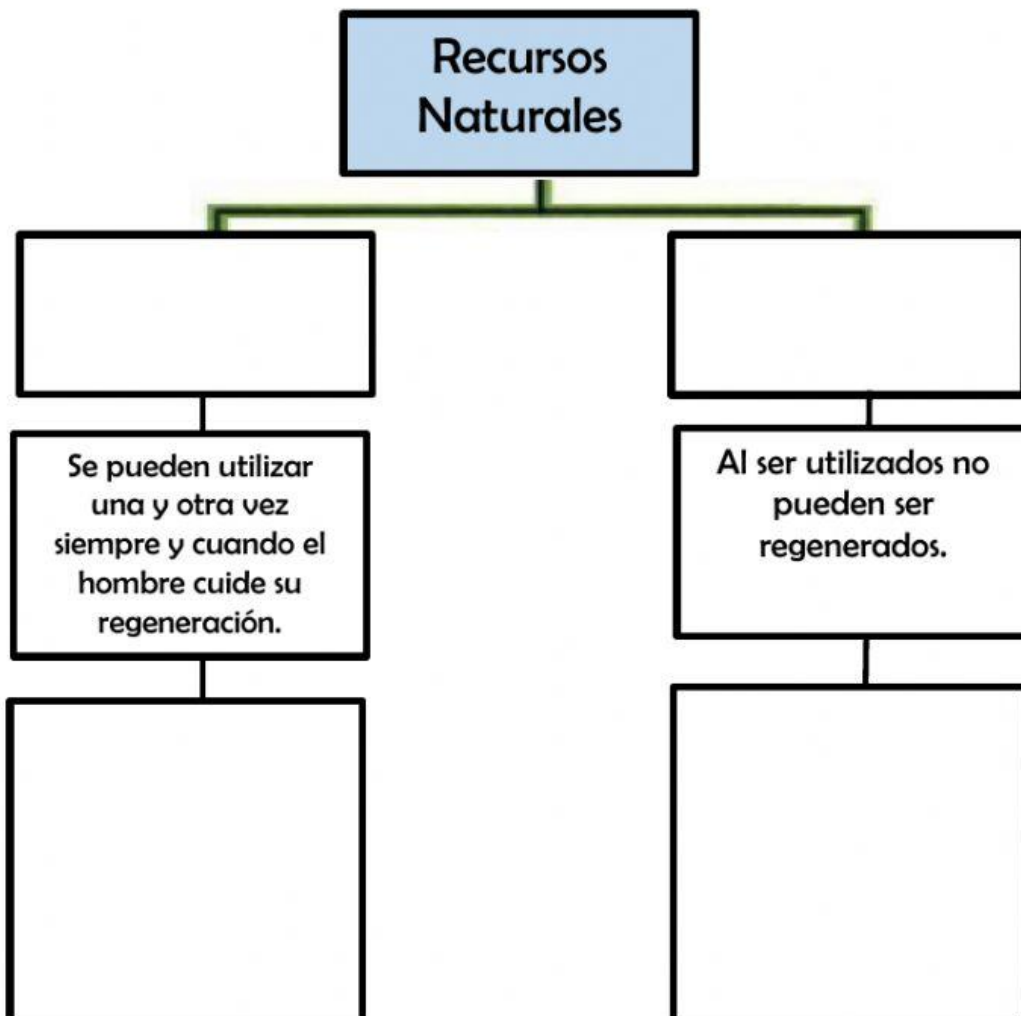 Recursos
Naturales
Se pueden utilizar
una y otra vez
siempre y cuando el
hombre cuide su
regeneración.
Al ser utilizados no
pueden ser
regenerados.